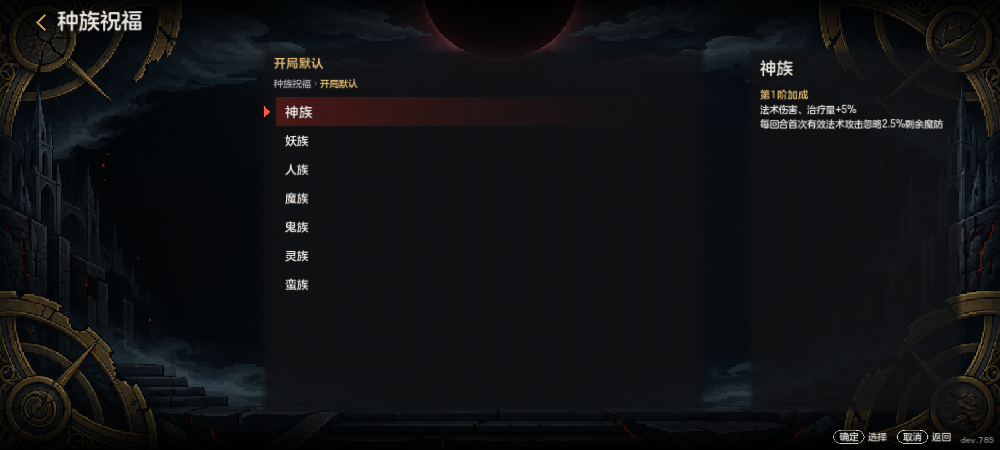 种族祝福
开局默认
种族祝福 › 开局默认
神族
妖族
人族
魔族
鬼族
灵族
蛮族
神族
第1阶加成
法术伤害、治疗量+5%
每回合首次有效法术攻击忽略2.5%剩余魔防
确定 选择 取消 返回 dev.785